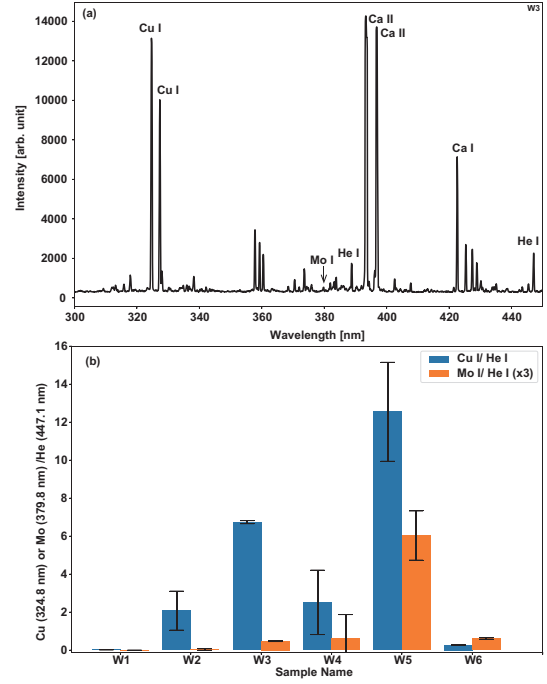 (a)
W3
Cu I
Cu I
Ca II
Ca II
Ca I
Mo I
He I
He I
Intensity [arb. unit]
14000
12000
10000
8000
6000
4000
2000
0
300
320
340
360
380
400
420
440
Wavelength [nm]
(b)
Cu I/ He I
Mo I/ He I (x3)
Cu (324.8 nm) or Mo (379.8 nm) /He (447.1 nm)
16
14
12
10
8
6
4
2
0
W1
W2
W3
W4
W5
W6
Sample Name